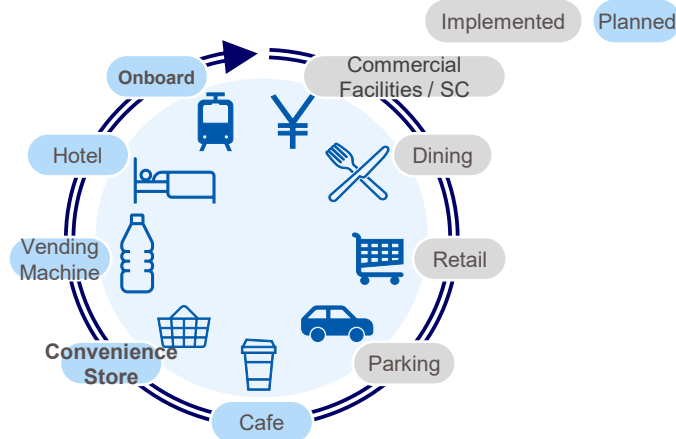 Implemented
Planned
Onboard
Commercial
Facilities / SC
Hotel
Dining
Vending
Machine
Retail
Convenience
Store
Parking
Cafe